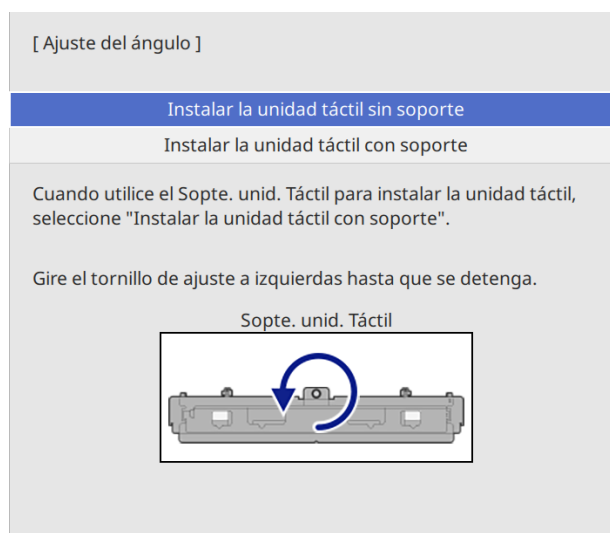 [ Ajuste del ángulo ]
Instalar la unidad táctil sin soporte
Instalar la unidad táctil con soporte
Cuando utilice el Sopte. unid. Táctil para instalar la unidad táctil,
seleccione "Instalar la unidad táctil con soporte".
Gire el tornillo de ajuste a izquierdas hasta que se detenga.
Sopte. unid. Táctil